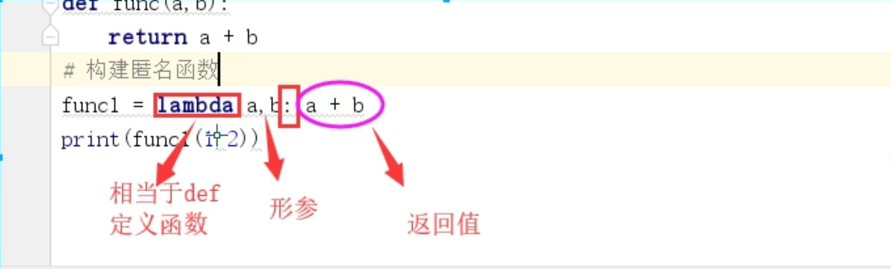 def func(a,b):
return a + b
# 构建匿名函数
func1 = lambda a,b: a + b
print(func1(1,2))
相当于def
定义函数
形参
返回值